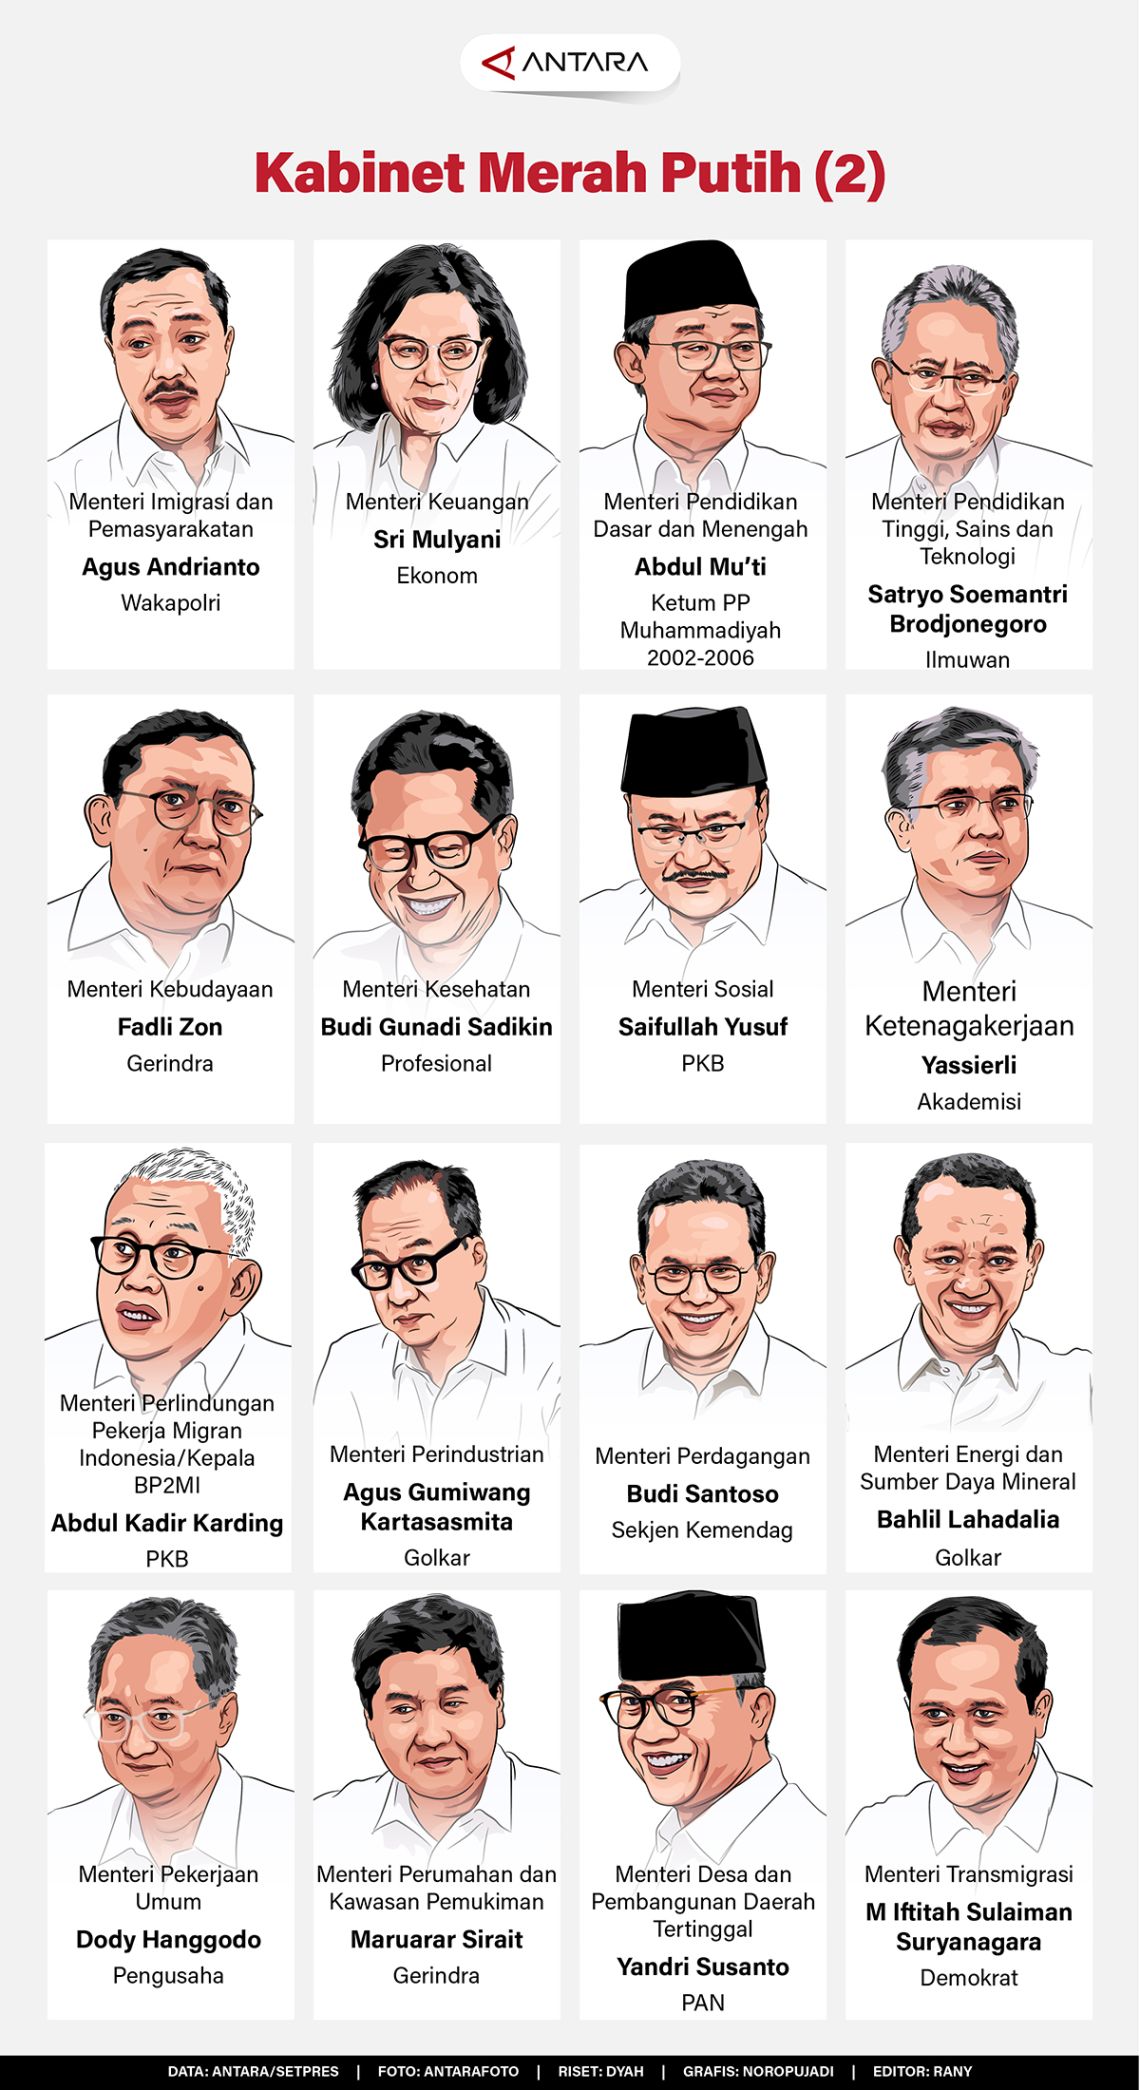 ANTARA
Kabinet Merah Putih (2)
Menteri Imigrasi dan
Pemasyarakatan
Agus Andrianto
Wakapolri
Menteri Keuangan
Sri Mulyani
Ekonom
Menteri Pendidikan
Dasar dan Menengah
Abdul Mu’ti
Ketum PP
Muhammadiyah
2002-2006
Menteri Pendidikan
Tinggi, Sains dan
Teknologi
Satryo Soemantri
Brodjonegoro
Ilmuwan
Menteri Kebudayaan
Fadli Zon
Gerindra
Menteri Kesehatan
Budi Gunadi Sadikin
Profesional
Menteri Sosial
Saifullah Yusuf
PKB
Menteri
Ketenagakerjaan
Yassierli
Akademisi
Menteri Perlindungan
Pekerja Migran
Indonesia/Kepala
BP2MI
Abdul Kadir Karding
PKB
Menteri Perindustrian
Agus Gumiwang
Kartasasmita
Golkar
Menteri Perdagangan
Budi Santoso
Sekjen Kemendag
Menteri Energi dan
Sumber Daya Mineral
Bahlil Lahadalia
Golkar
Menteri Pekerjaan
Umum
Dody Hanggodo
Pengusaha
Menteri Perumahan dan
Kawasan Pemukiman
Maruarar Sirait
Gerindra
Menteri Desa dan
Pembangunan Daerah
Tertinggal
Yandri Susanto
PAN
Menteri Transmigrasi
M Iftitah Sulaiman
Suryanagara
Demokrat
DATA: ANTARA/SETPRES | FOTO: ANTARAFOTO | RISET: DYAH | GRAFIS: NOROPUJADI | EDITOR: RANY